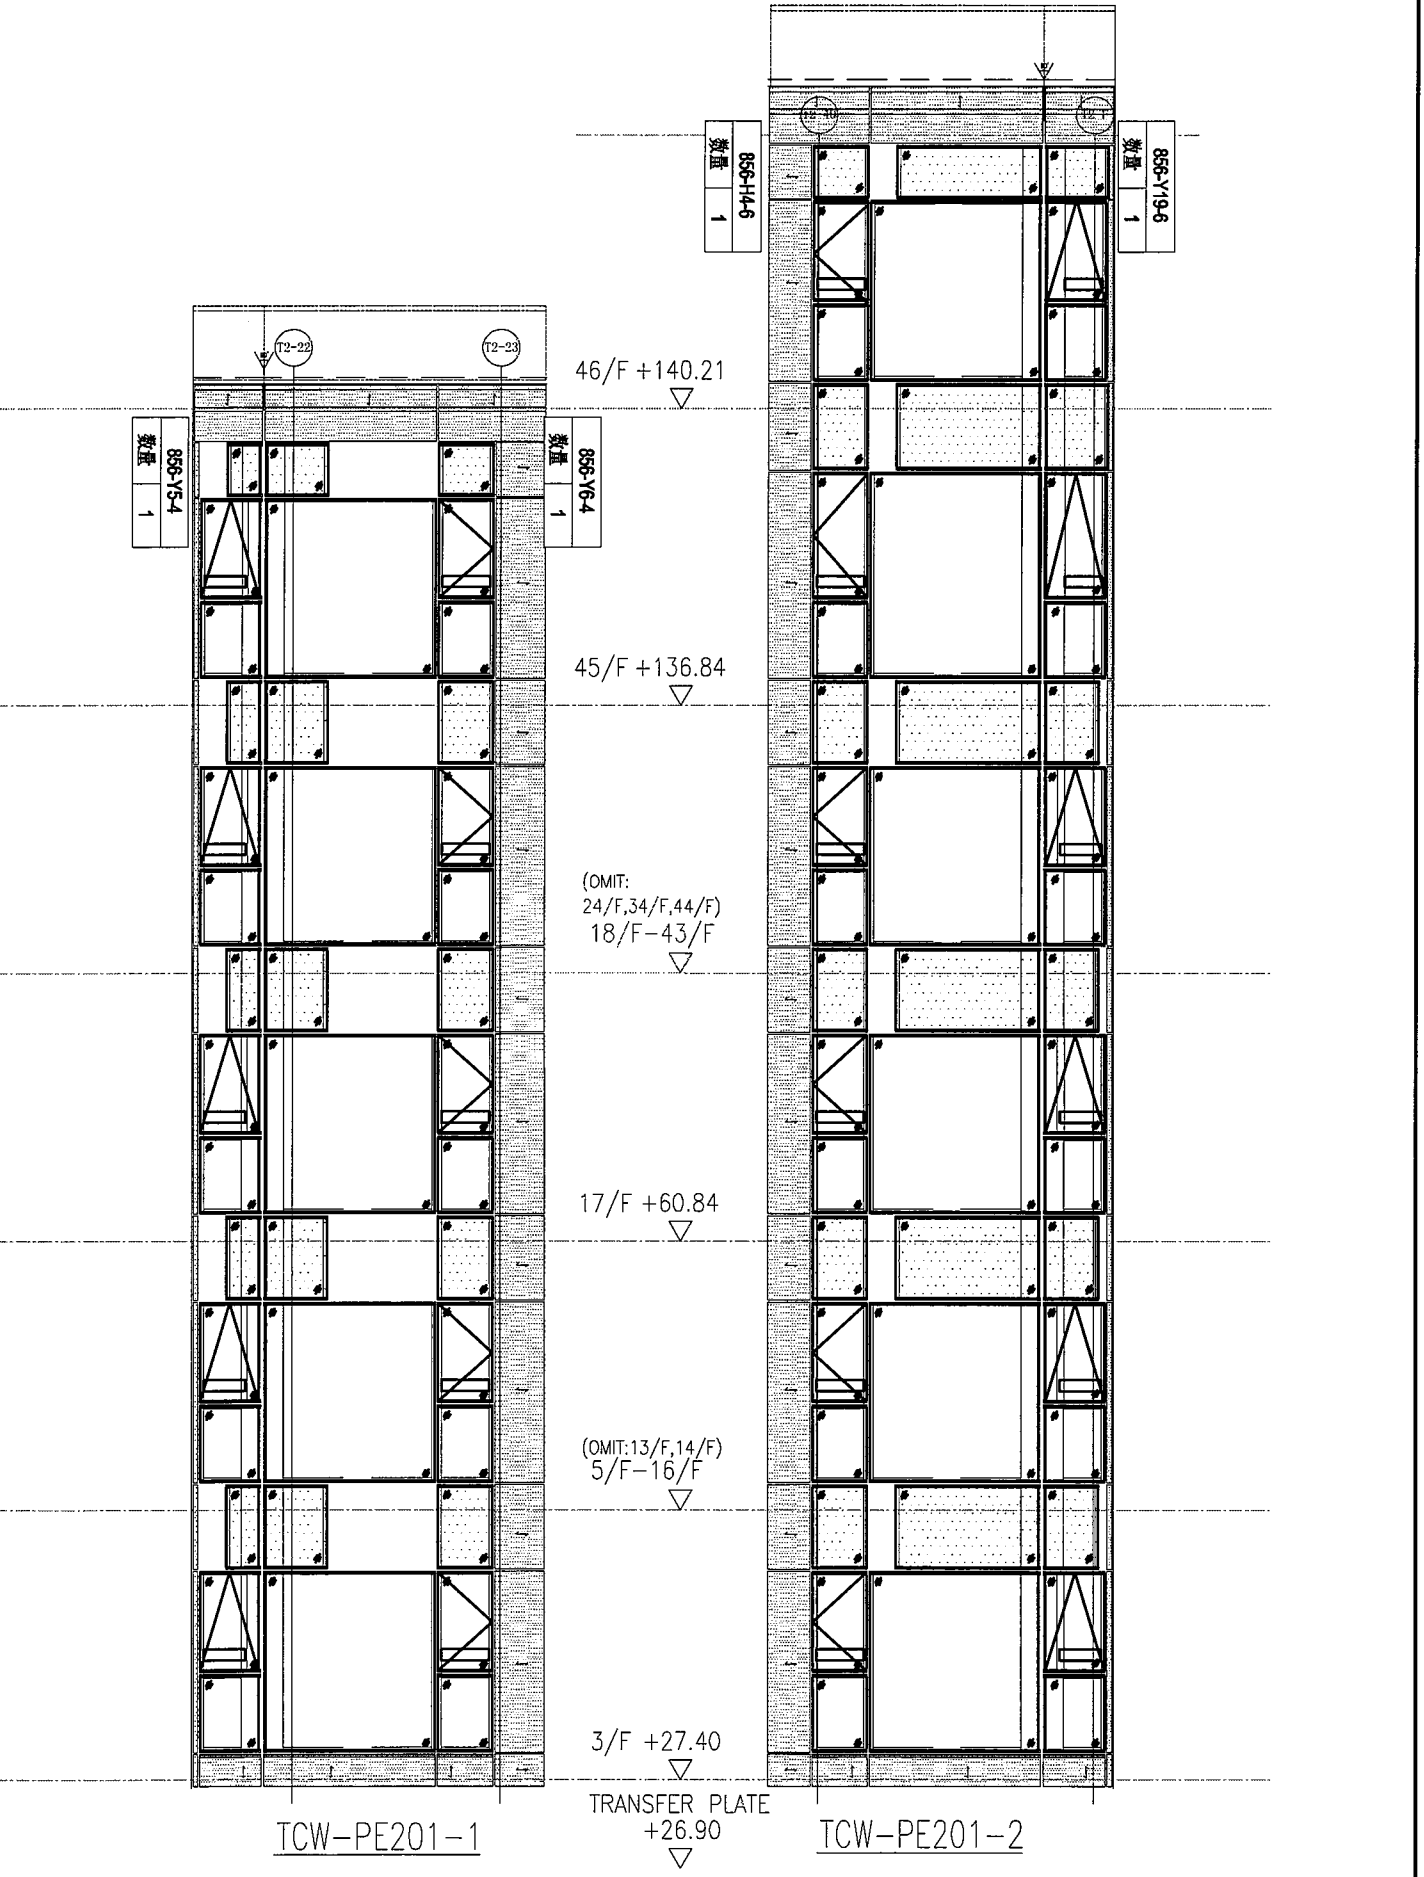 856-H4-6
数量 1
856-Y19-6
数量 1
T2-22
T2-23
46/F +140.21
856-Y5-4
数量 1
856-Y6-4
数量 1
45/F +136.84
(OMIT:
24/F,34/F,44/F)
18/F-43/F
17/F +60.84
(OMIT:13/F,14/F)
5/F-16/F
3/F +27.40
TRANSFER PLATE
+26.90
TCW-PE201-1
TCW-PE201-2